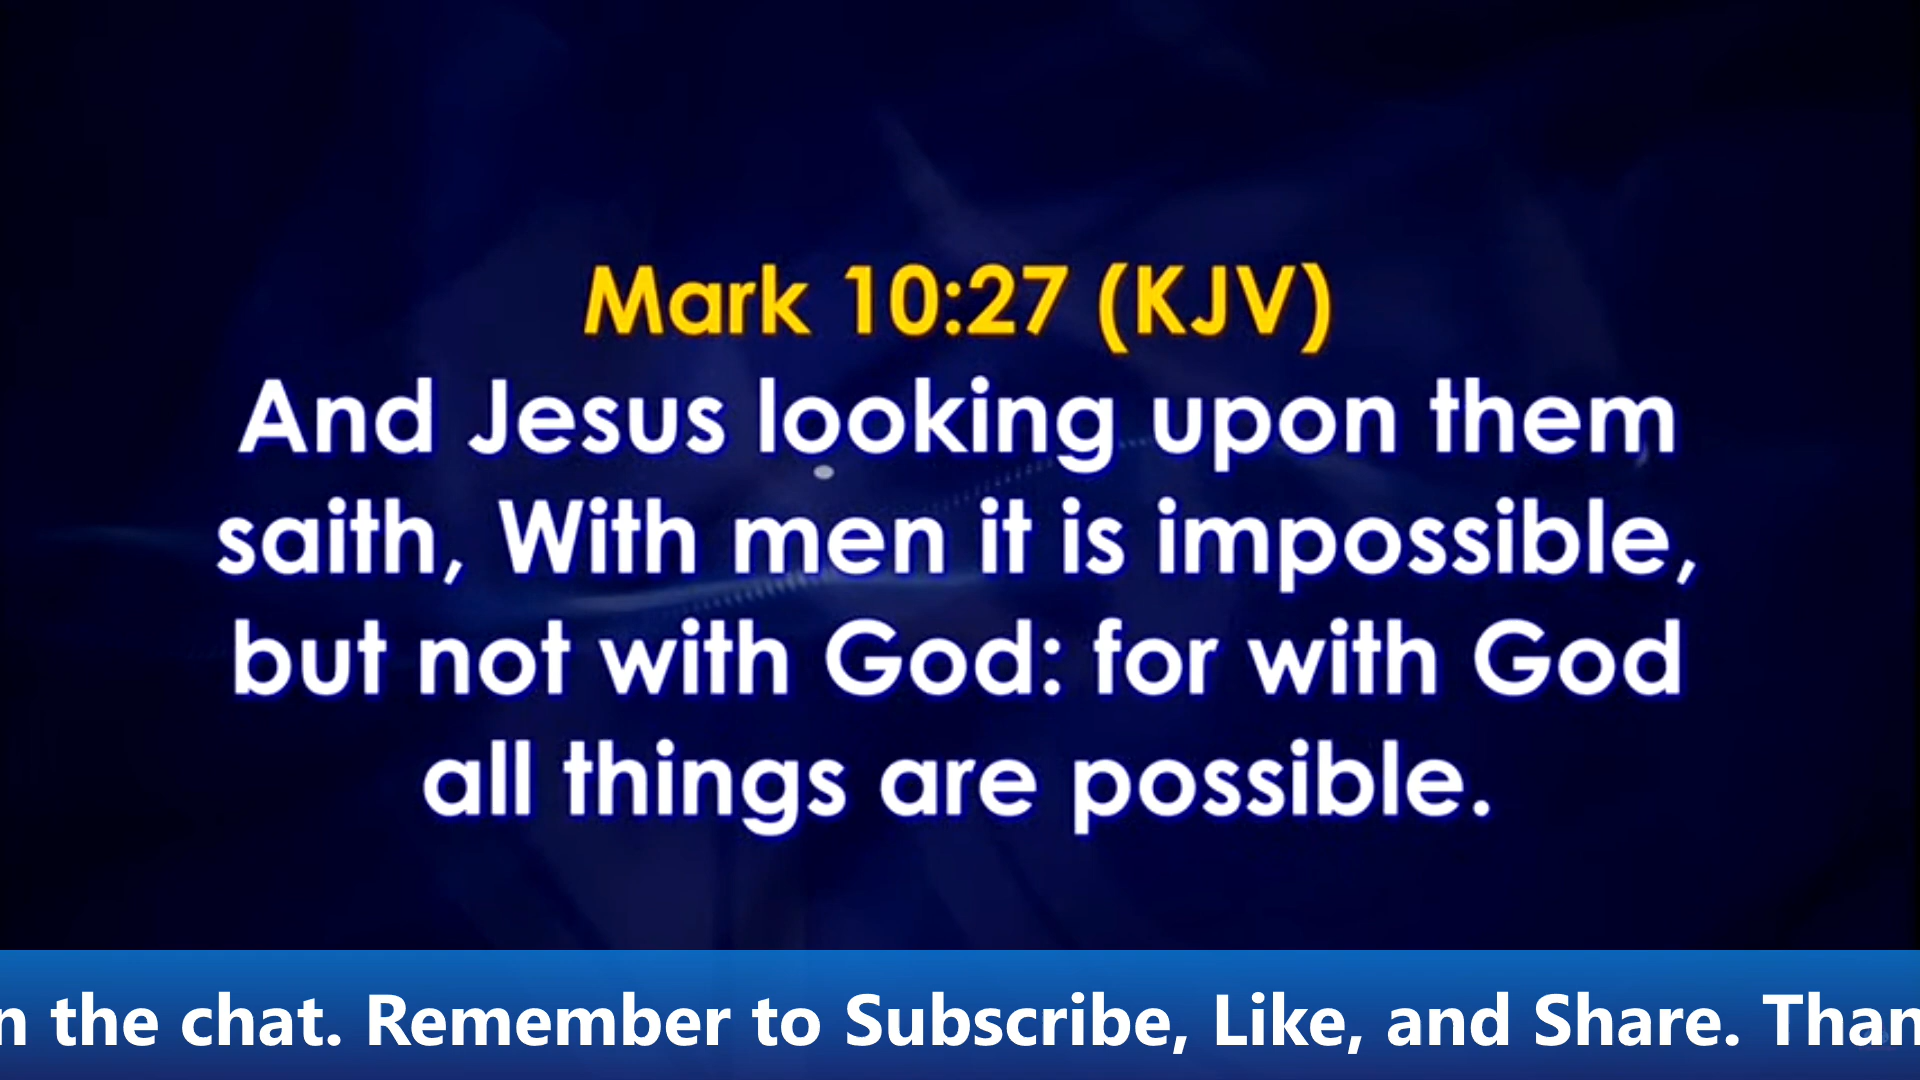 Mark 10:27 (KJV)
And Jesus looking upon them
saith, With men it is impossible,
but not with God: for with God
all things are possible.
the chat. Remember to Subscribe, Like, and Share.